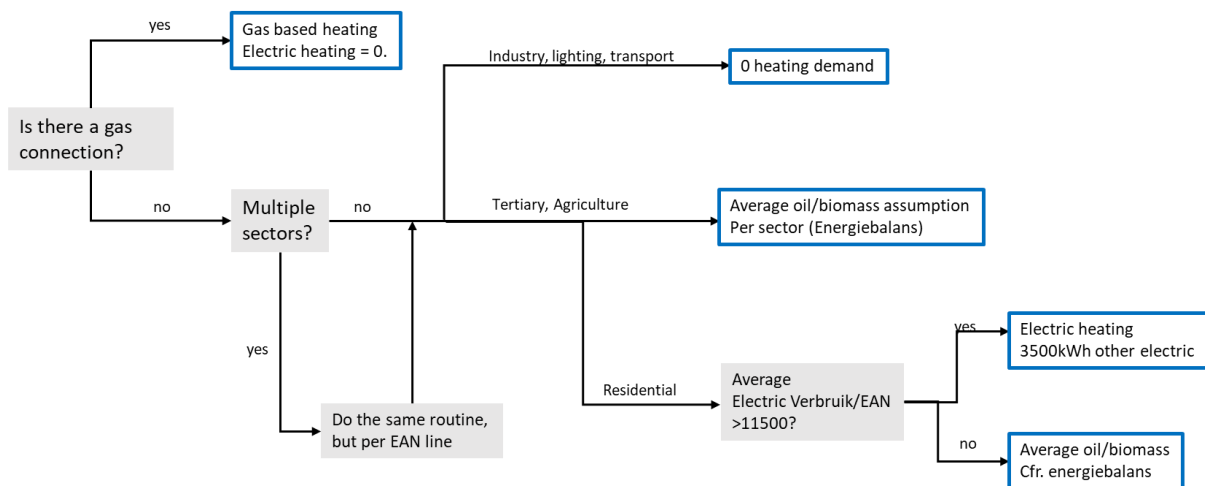 yes
Gas based heating
Electric heating = 0.
Industry, lighting, transport
0 heating demand
Is there a gas
connection?
no
Multiple
sectors?
no
Tertiary, Agriculture
Average oil/biomass assumption
Per sector (Energiebalans)
yes
Do the same routine,
but per EAN line
Residential
Average
Electric Verbruik/EAN
>11500?
yes
Electric heating
3500kWh other electric
no
Average oil/biomass
Cfr. energiebalans